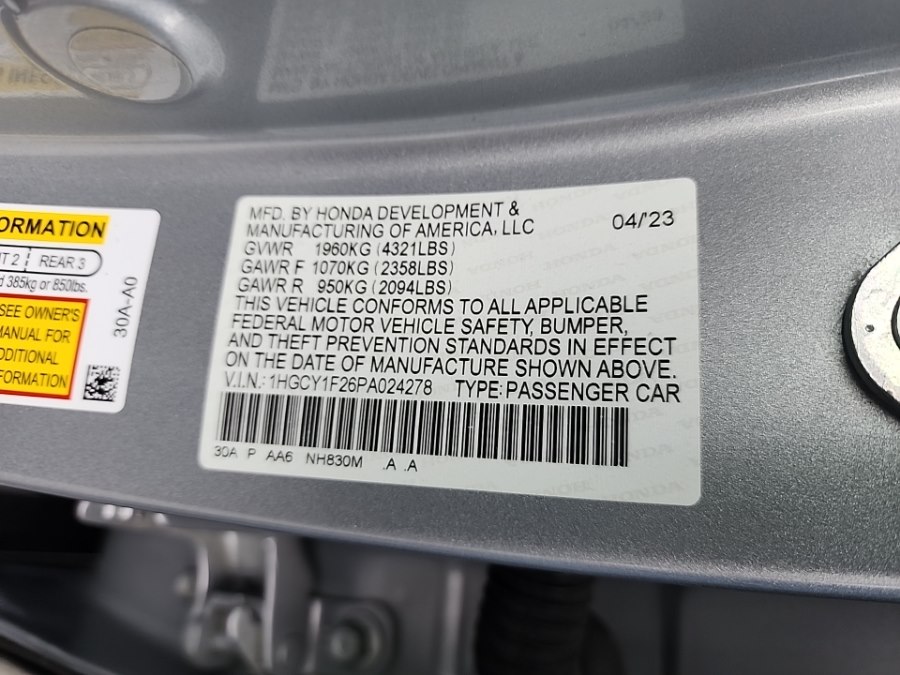 ORMATION
T 2 REAR 3
d 385kg or 850lbs.
SEE OWNER'S
MANUAL FOR
DDITIONAL
FORMATION
30A-A0
MFD. BY HONDA DEVELOPMENT &
MANUFACTURING OF AMERICA, LLC 04/'23
GVWR 1960KG (4321LBS)
GAWR F 1070KG (2358LBS)
GAWR R 950KG (2094LBS)
THIS VEHICLE CONFORMS TO ALL APPLICABLE
FEDERAL MOTOR VEHICLE SAFETY, BUMPER,
AND THEFT PREVENTION STANDARDS IN EFFECT
ON THE DATE OF MANUFACTURE SHOWN ABOVE.
V.I.N.: 1HGCY1F26PA024278 TYPE: PASSENGER CAR
30A P AA6 NH830M .A .A